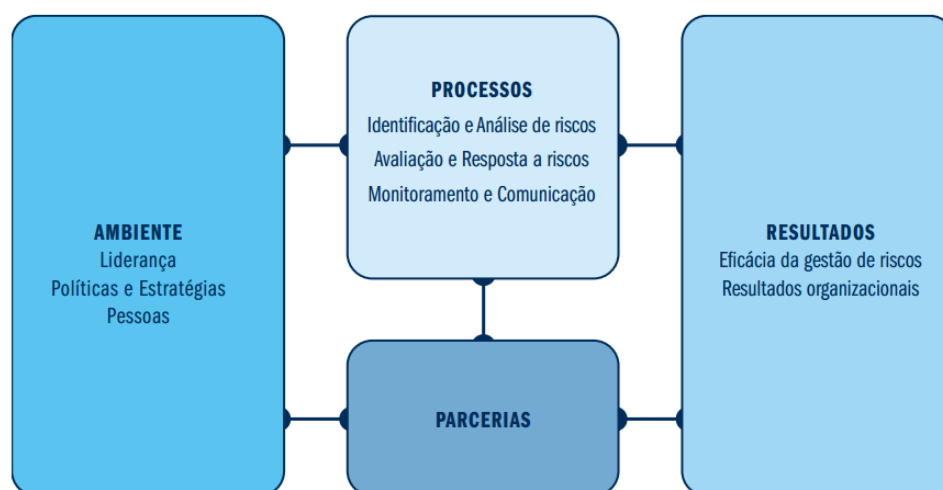 AMBIENTE
Liderança
Políticas e Estratégias
Pessoas
PROCESSOS
Identificação e Análise de riscos
Avaliação e Resposta a riscos
Monitoramento e Comunicação
PARCERIAS
RESULTADOS
Eficácia da gestão de riscos
Resultados organizacionais